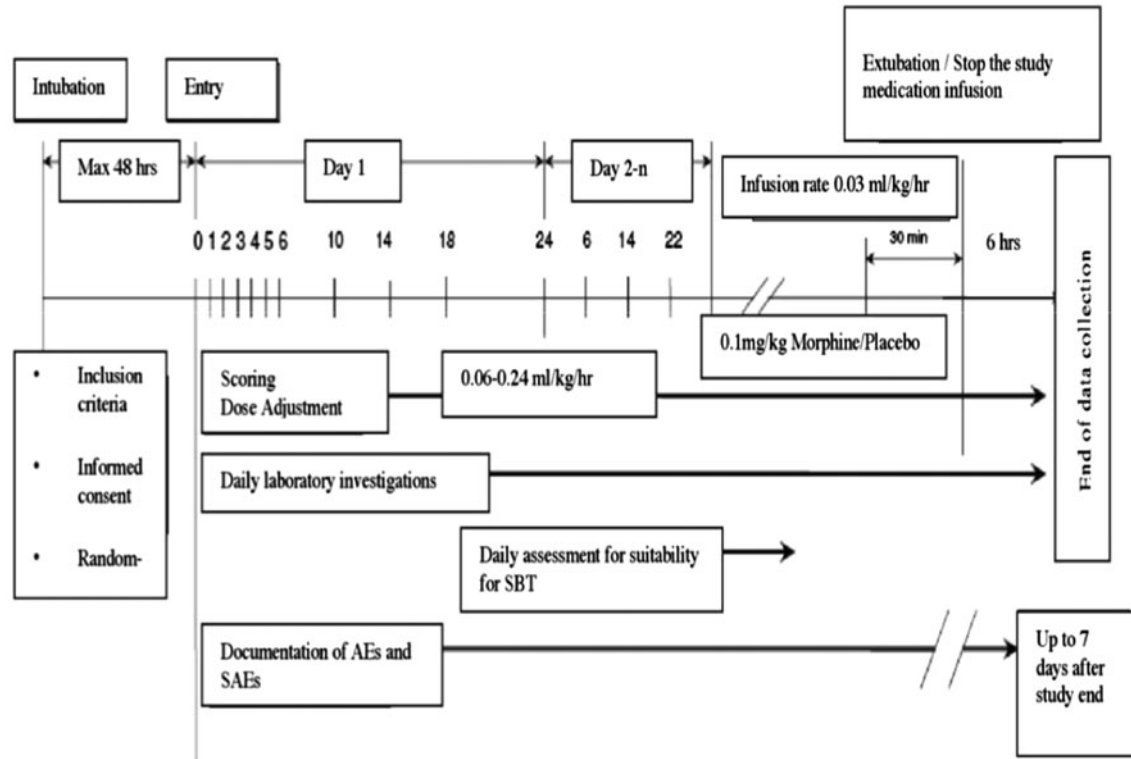 Extubation / Stop the study
medication infusion
Intubation
Entry
Max 48 hrs
Day 1
Day 2-n
Infusion rate 0.03 ml/kg/hr
0 1 2 3 4 5 6 10 14 18 24 6 14 22
30 min
6 hrs
0.1mg/kg Morphine/Placebo
• Inclusion
criteria
• Informed
consent
• Random-
Scoring
Dose Adjustment
0.06-0.24 ml/kg/hr
Daily laboratory investigations
Daily assessment for suitability
for SBT
Documentation of AEs and
SAEs
End of data collection
Up to 7
days after
study end